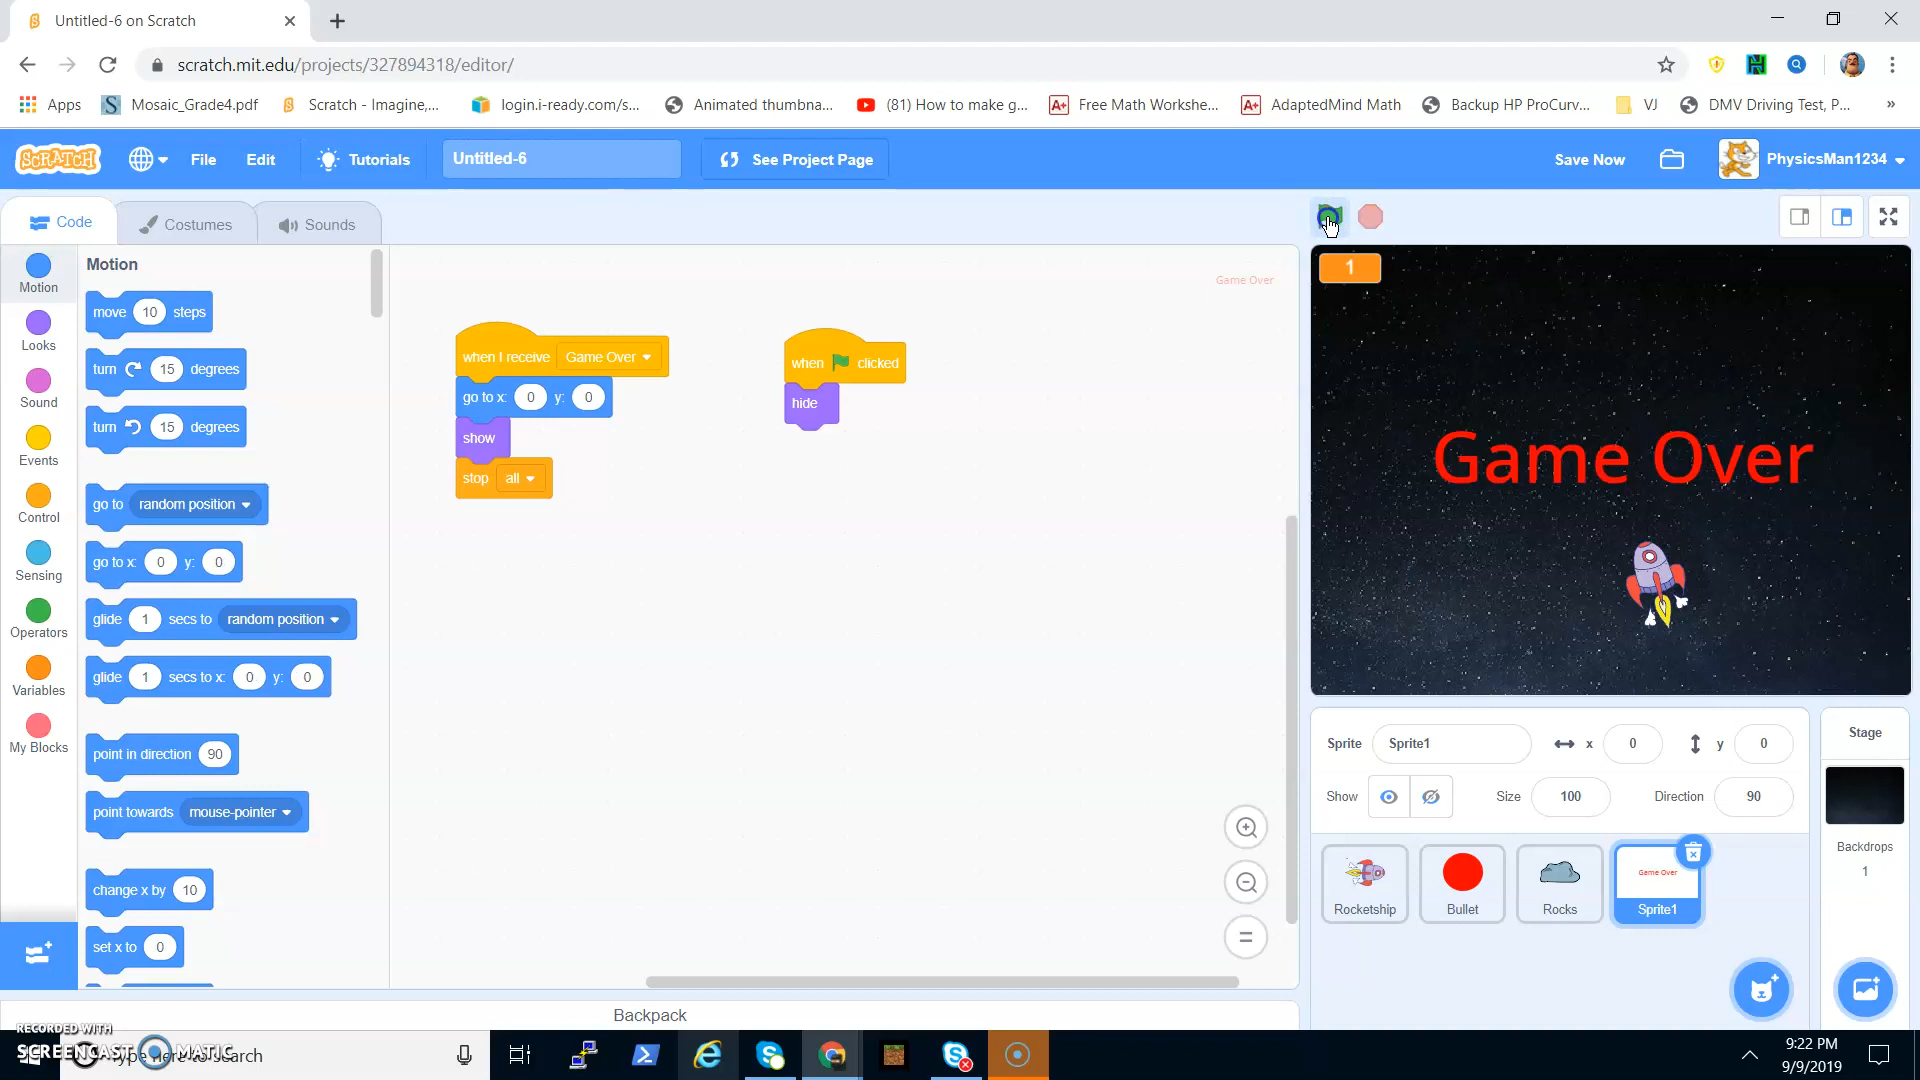 Untitled-6 on Scratch
scratch.mit.edu/projects/327894318/editor/
Apps
Mosaic_Grade4.pdf
Scratch - Imagine,...
login.i-ready.com/s...
Animated thumbna...
(81) How to make g...
Free Math Workshe...
AdaptedMind Math
Backup HP ProCurv...
VJ
DMV Driving Test, P...
»
SCRATCH
File
Edit
Tutorials
Untitled-6
See Project Page
Save Now
PhysicsMan1234
Code
Costumes
Sounds
Motion
Looks
Sound
Events
Control
Sensing
Operators
Variables
My Blocks
Motion
move 10 steps
turn 15 degrees
turn 15 degrees
go to random position
go to x: 0 y: 0
glide 1 secs to random position
glide 1 secs to x: 0 y: 0
point in direction 90
point towards mouse-pointer
change x by 10
set x to 0
Game Over
when I receive Game Over
go to x: 0 y: 0
show
stop all
when clicked
hide
1
Game Over
Sprite Sprite1 x 0 y 0
Show Size 100 Direction 90
Rocketship
Bullet
Rocks
Game Over
Sprite1
Stage
Backdrops
1
Backpack
RECORDED WITH
SCREENCAST MATIC
Type here to search
9:22 PM
9/9/2019